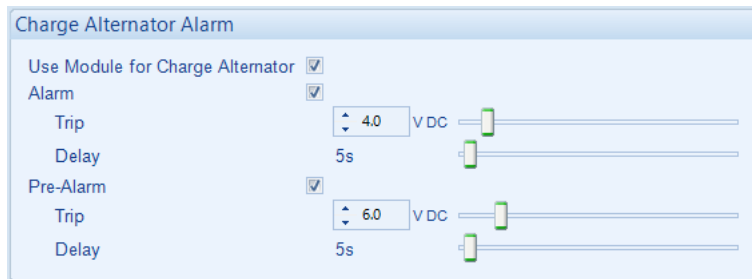 Charge Alternator Alarm
Use Module for Charge Alternator
Alarm
Trip 4.0 V DC
Delay 5s
Pre-Alarm
Trip 6.0 V DC
Delay 5s